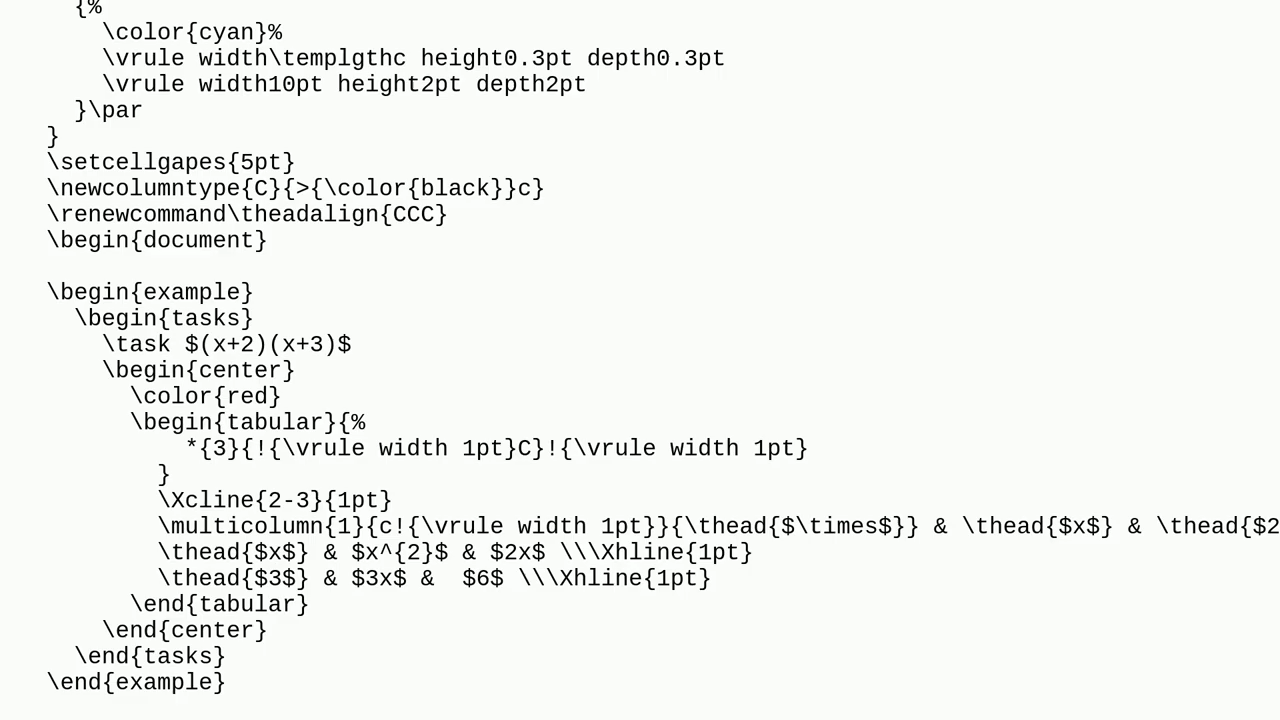 {%
\color{cyan}%
\vrule width\templgthc height0.3pt depth0.3pt
\vrule width10pt height2pt depth2pt
}\par
}
\setcellgapes{5pt}
\newcolumntype{C}{>{\color{black}}c}
\renewcommand\theadalign{CCC}
\begin{document}

\begin{example}
\begin{tasks}
\task $(x+2)(x+3)$
\begin{center}
\color{red}
\begin{tabular}{%
*{3}{!{\vrule width 1pt}C}!{\vrule width 1pt}
}
\Xcline{2-3}{1pt}
\multicolumn{1}{c!{\vrule width 1pt}}{\thead{$\times$}} & \thead{$x$} & \thead{$2
\thead{$x$} & $x^{2}$ & $2x$ \\\Xhline{1pt}
\thead{$3$} & $3x$ &  $6$ \\\Xhline{1pt}
\end{tabular}
\end{center}
\end{tasks}
\end{example}